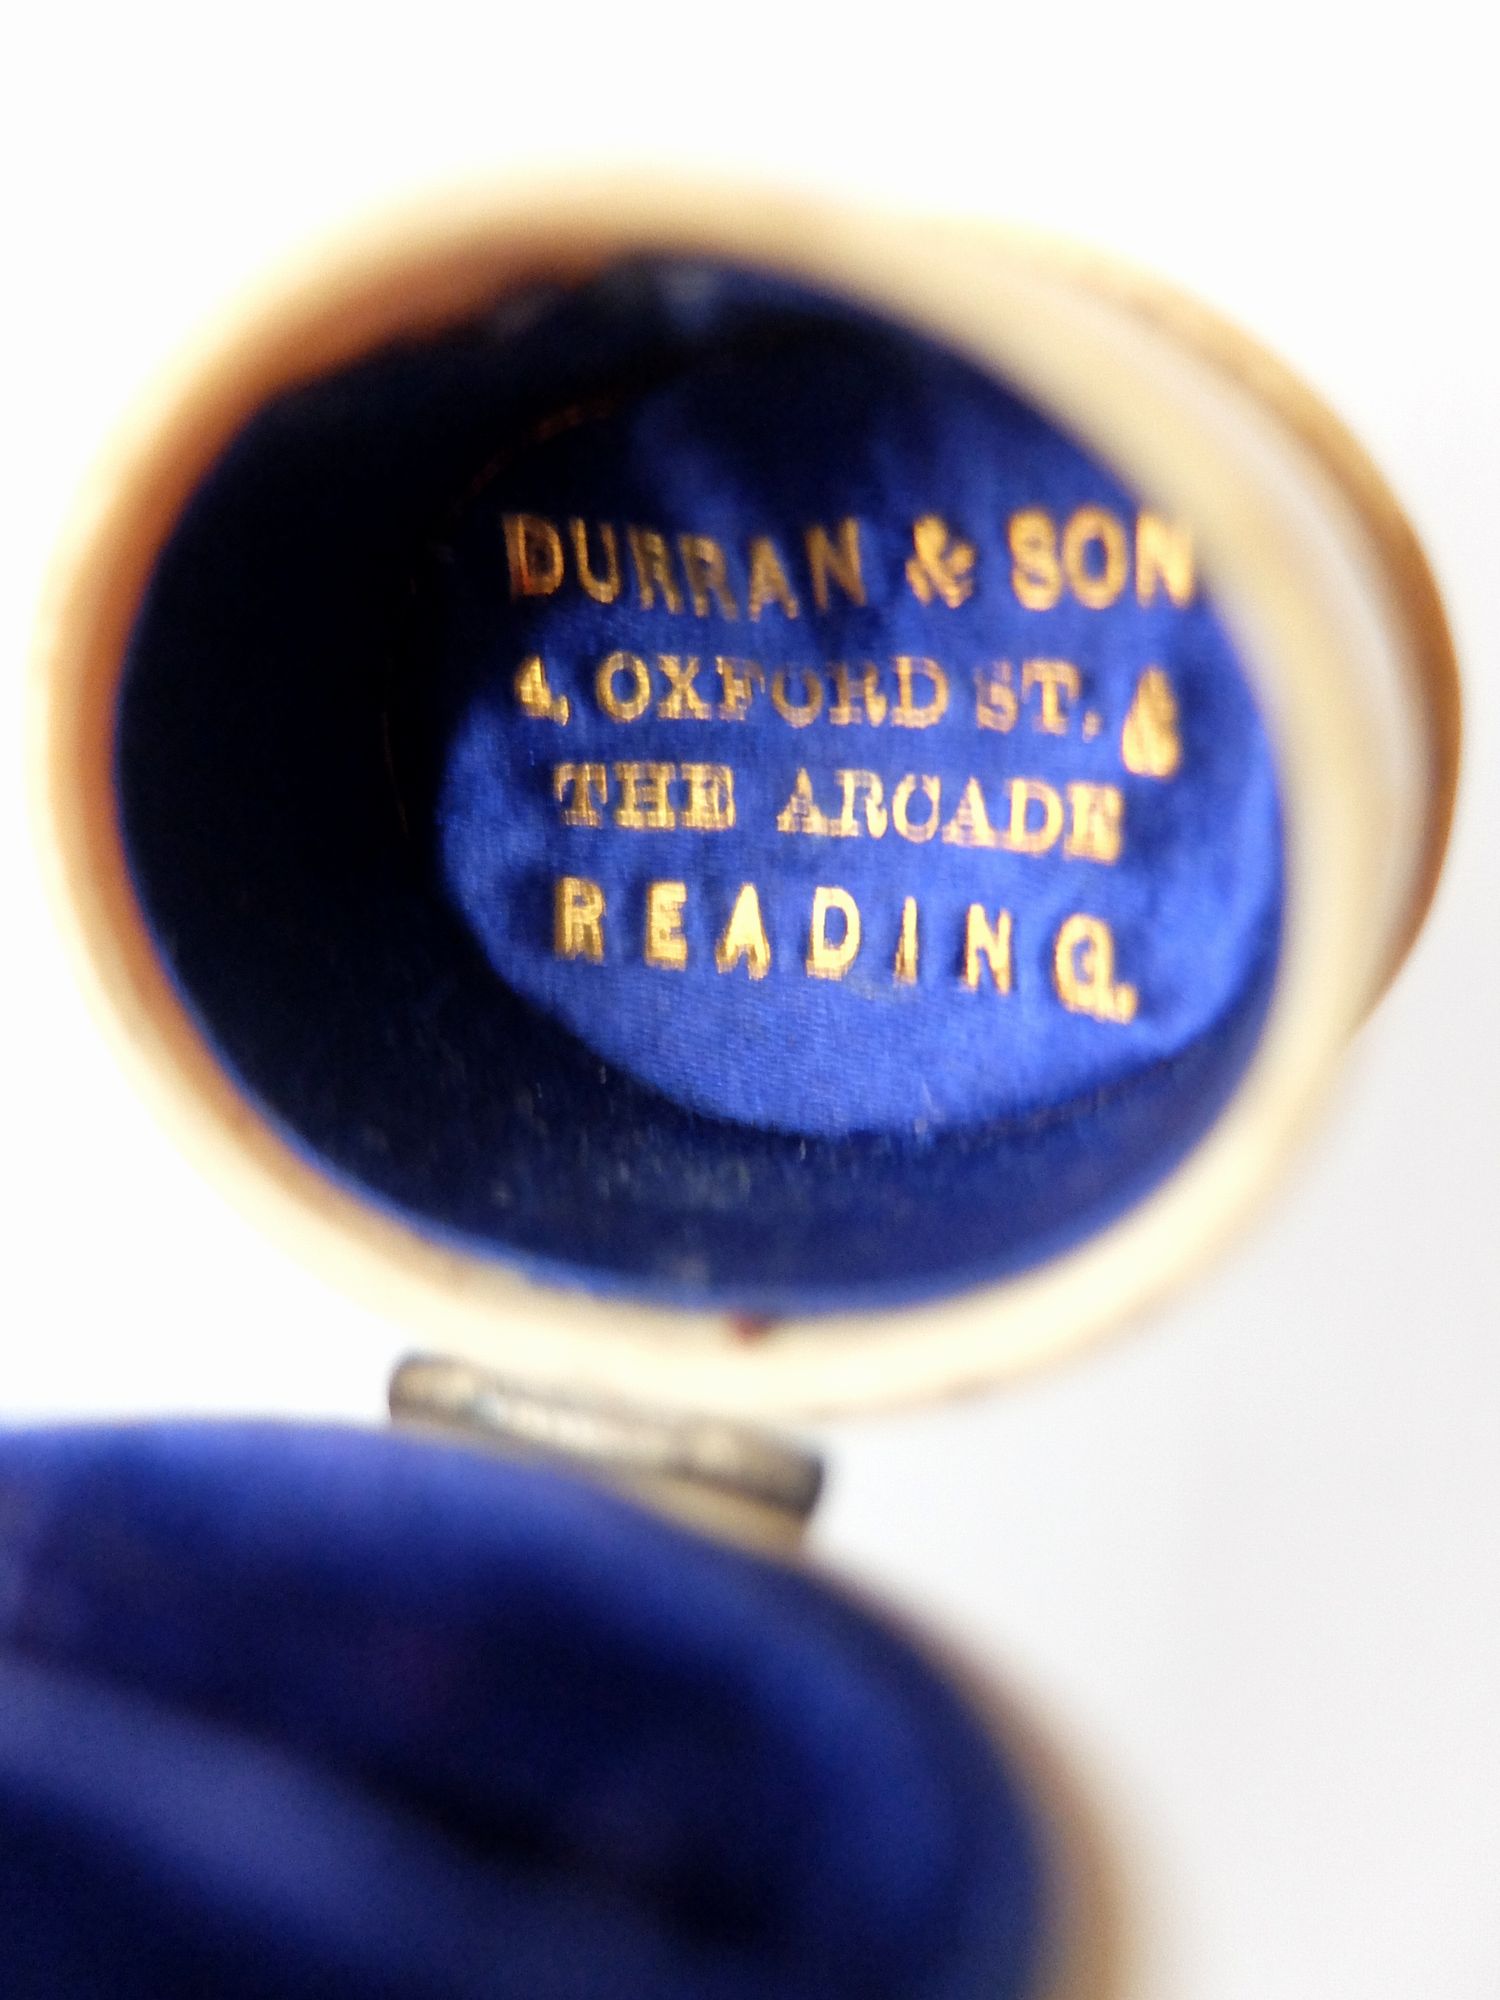 DURRAN & SON
4, OXFORD ST. &
THE ARCADE
READING.